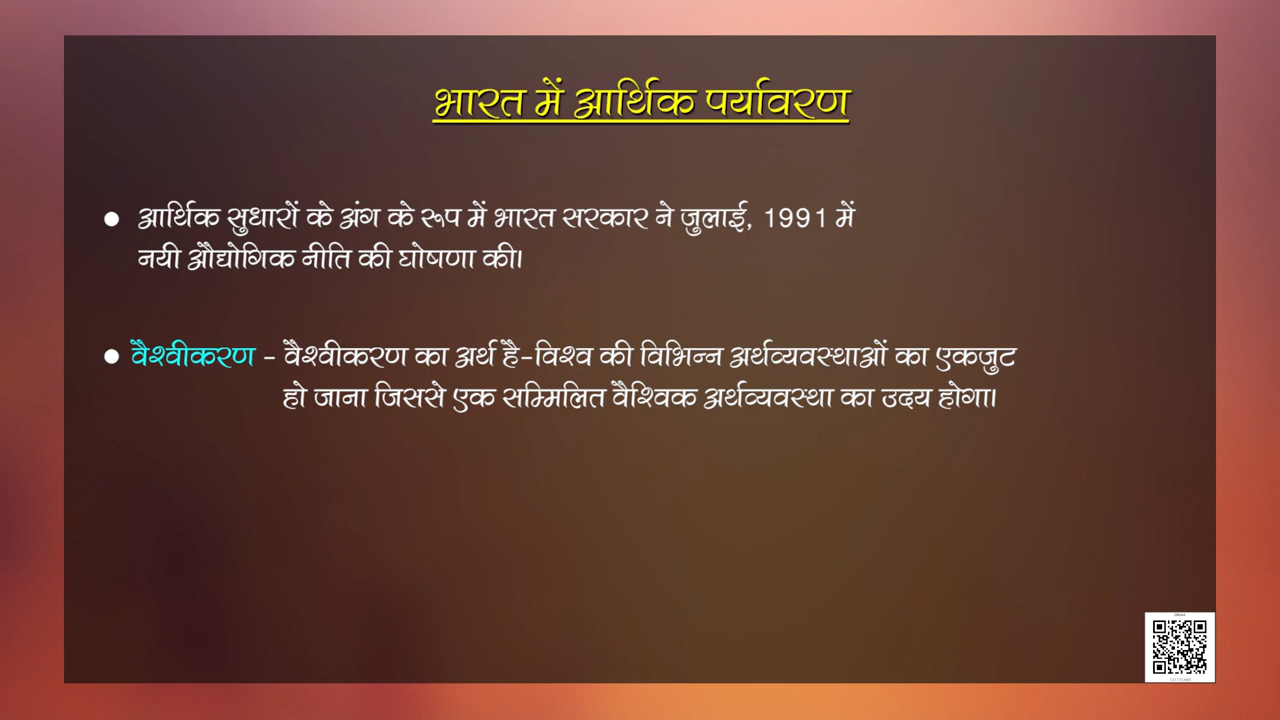 भारत में आर्थिक पर्यावरण
● आर्थिक सुधारों के अंग के रूप में भारत सरकार ने जुलाई, 1991 में
नयी औद्योगिक नीति की घोषणा की।
● वैश्वीकरण - वैश्वीकरण का अर्थ है-विश्व की विभिन्न अर्थव्यवस्थाओं का एकजुट
हो जाना जिससे एक सम्मिलित वैश्विक अर्थव्यवस्था का उदय होगा।